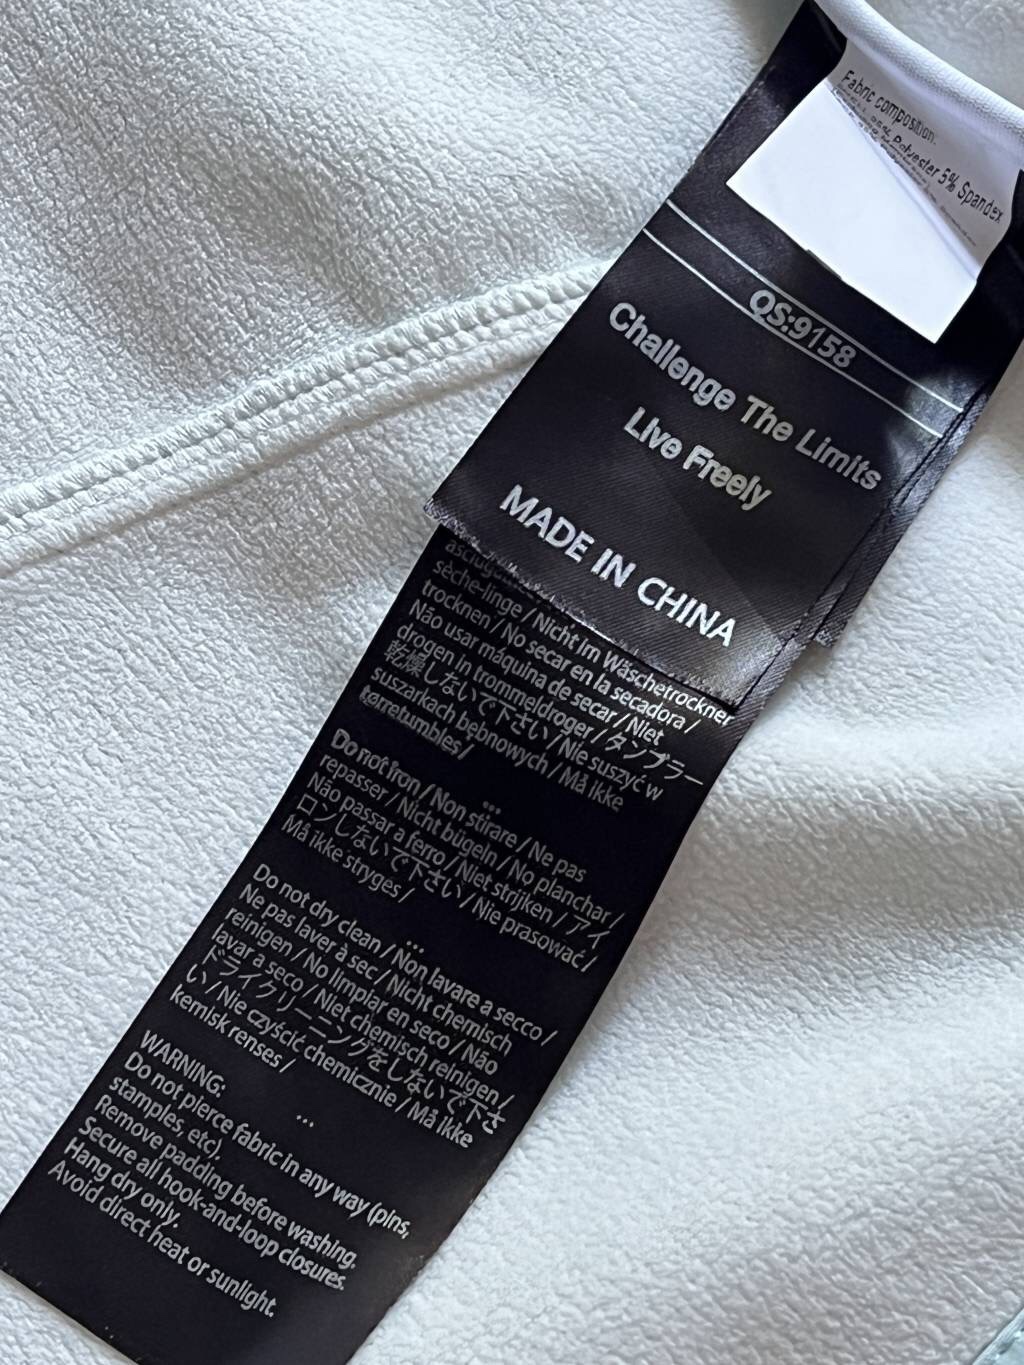 Fabric composition:
95% Polyester 5% Spandex
QS:9158
Challenge The Limits
Live Freely
MADE IN CHINA
sèche-linge / Nicht im Wäschetrockner
trocknen / No secar en la secadora /
Não usar máquina de secar / Niet
drogen in trommeldroger / タンブラー
乾燥しないで下さい / Nie suszyć w
suszarkach bębnowych / Må ikke
tørretumbles /
...
Do not iron / Non stirare / Ne pas
repasser / Nicht bügeln / No planchar /
Não passar a ferro / Niet strijken / アイ
ロンしないで下さい / Nie prasować /
Må ikke stryges /
...
Do not dry clean / Non lavare a secco /
Ne pas laver à sec / Nicht chemisch
reinigen / No limpiar en seco / Não
lavar a seco / Niet chemisch reinigen /
ドライクリーニングをしないで下さ
い / Nie czyścić chemicznie / Må ikke
kemisk renses /
...
WARNING:
Do not pierce fabric in any way (pins,
stamples, etc).
Remove padding before washing.
Secure all hook-and-loop closures.
Hang dry only.
Avoid direct heat or sunlight.